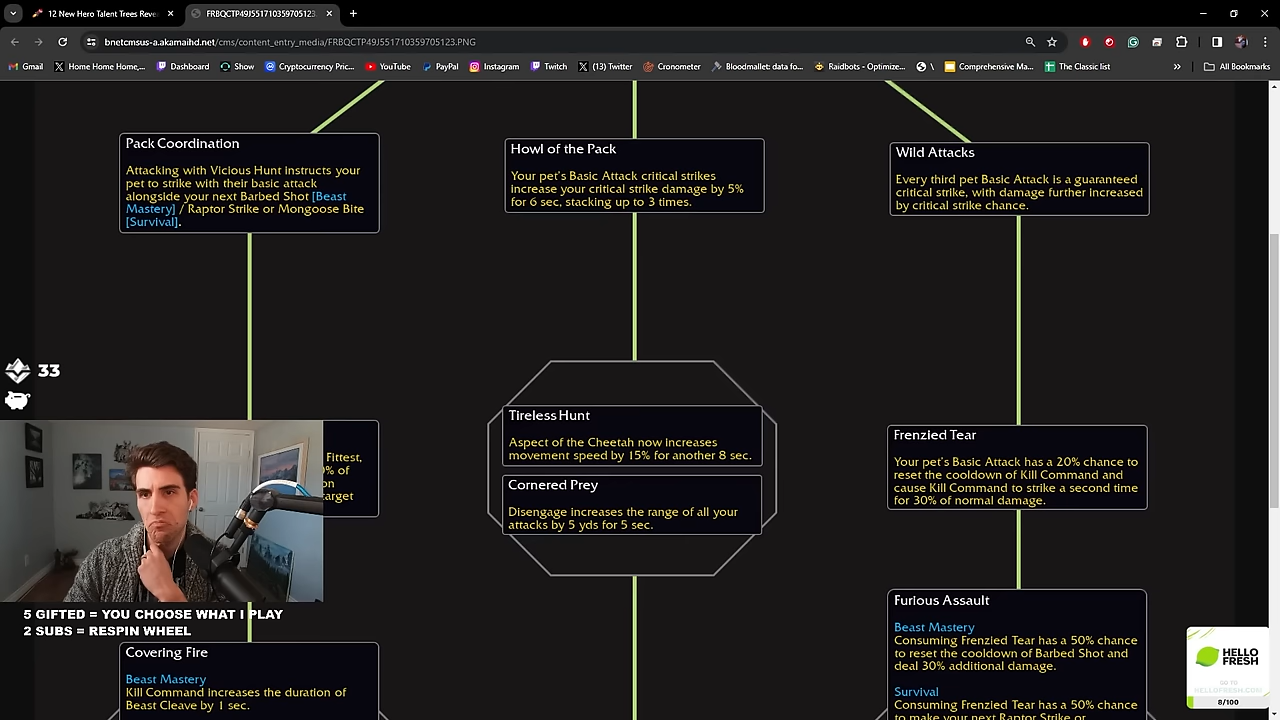 12 New Hero Talent Trees Reve
FRBQCTP49J551710359705123.
bnetcmsus-a.akamaihd.net/cms/content_entry_media/FRBQCTP49J551710359705123.PNG
Gmail
Home Home Home,...
Dashboard
Show
Cryptocurrency Pric...
YouTube
PayPal
Instagram
Twitch
(13) Twitter
Cronometer
Bloodmallet: data fo...
Raidbots - Optimize...
\
Comprehensive Ma...
The Classic list
»
All Bookmarks
Pack Coordination
Attacking with Vicious Hunt instructs your
pet to strike with their basic attack
alongside your next Barbed Shot [Beast
Mastery] / Raptor Strike or Mongoose Bite
[Survival].
Howl of the Pack
Your pet's Basic Attack critical strikes
increase your critical strike damage by 5%
for 6 sec, stacking up to 3 times.
Wild Attacks
Every third pet Basic Attack is a guaranteed
critical strike, with damage further increased
by critical strike chance.
33
Fittest,
% of
on
target
Tireless Hunt
Aspect of the Cheetah now increases
movement speed by 15% for another 8 sec.
Cornered Prey
Disengage increases the range of all your
attacks by 5 yds for 5 sec.
Frenzied Tear
Your pet's Basic Attack has a 20% chance to
reset the cooldown of Kill Command and
cause Kill Command to strike a second time
for 30% of normal damage.
5 GIFTED = YOU CHOOSE WHAT I PLAY
2 SUBS = RESPIN WHEEL
Covering Fire
Beast Mastery
Kill Command increases the duration of
Beast Cleave by 1 sec.
Furious Assault
Beast Mastery
Consuming Frenzied Tear has a 50% chance
to reset the cooldown of Barbed Shot and
deal 30% additional damage.
Survival
Consuming Frenzied Tear has a 50% chance
to make your next Raptor Strike or
HELLO
FRESH
GO TO
HELLOFRESH.COM/
8/100